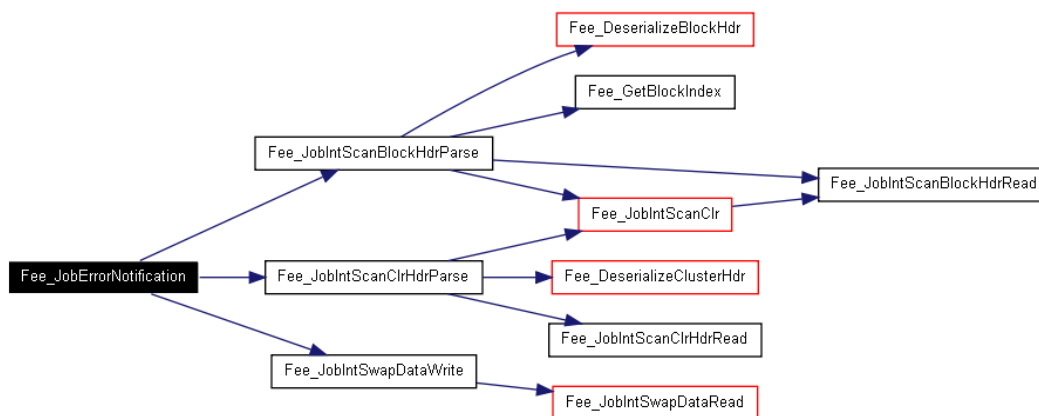 Fee_DeserializeBlockHdr
Fee_GetBlockIndex
Fee_JobIntScanBlockHdrParse
Fee_JobIntScanBlockHdrRead
Fee_JobIntScanClr
Fee_JobErrorNotification
Fee_JobIntScanClrHdrParse
Fee_DeserializeClusterHdr
Fee_JobIntScanClrHdrRead
Fee_JobIntSwapDataWrite
Fee_JobIntSwapDataRead